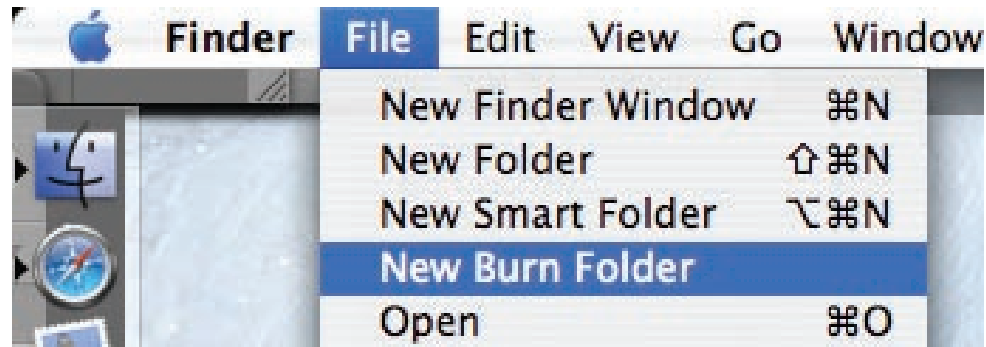 Finder File Edit View Go Window
New Finder Window ⌘N
New Folder ⇧⌘N
New Smart Folder ⌥⌘N
New Burn Folder
Open ⌘O